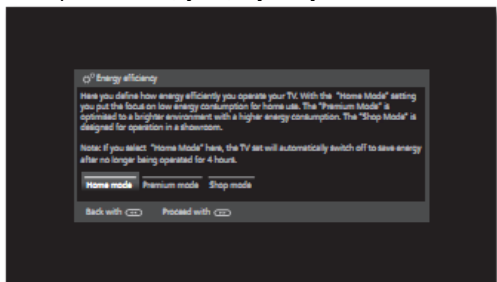 Energy efficiency
Here you define how energy efficiently you operate your TV. With the "Home Mode" setting
you put the focus on low energy consumption for home use. The "Premium Mode" is
optimised to a brighter environment with a higher energy consumption. The "Shop Mode" is
designed for operation in a showroom.
Note: If you select "Home Mode" here, the TV set will automatically switch off to save energy
after no longer being operated for 4 hours.
Home mode Premium mode Shop mode
Back with Proceed with